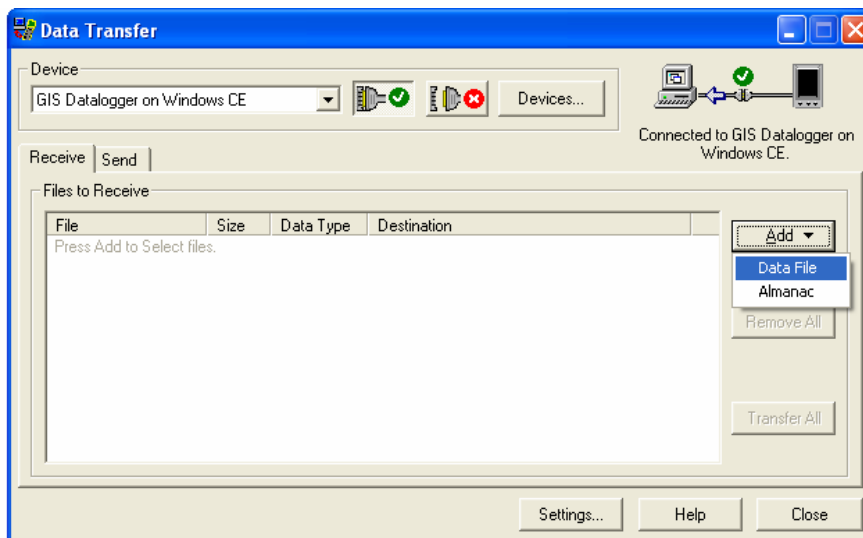 Data Transfer
Device
GIS Datalogger on Windows CE
Devices...
Connected to GIS Datalogger on
Windows CE.
Receive
Send
Files to Receive
File Size Data Type Destination
Press Add to Select files.
Add
Data File
Almanac
Remove All
Transfer All
Settings...
Help
Close